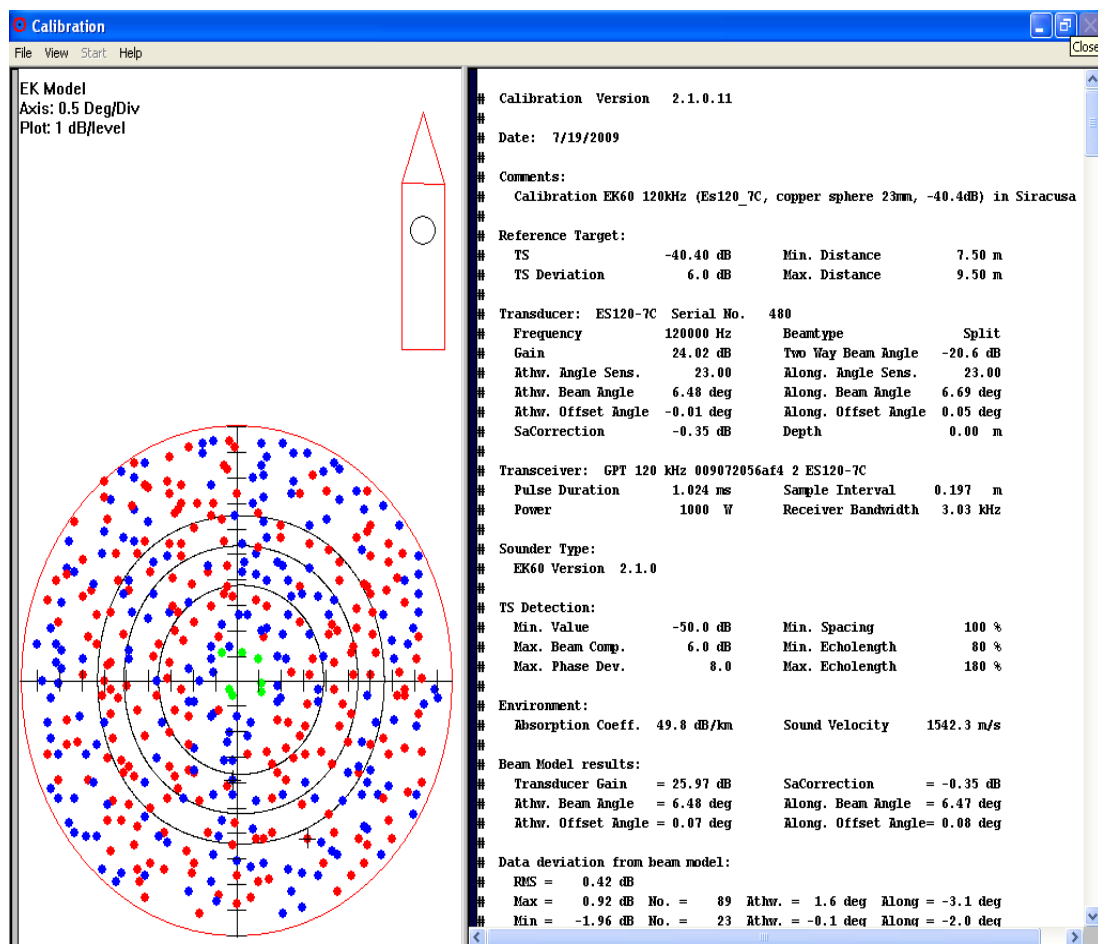 Calibration
File View Start Help
Close
EK Model
Axis: 0.5 Deg/Div
Plot: 1 dB/level
# Calibration Version 2.1.0.11
#
# Date: 7/19/2009
#
# Comments:
# Calibration EK60 120kHz (Es120_7C, copper sphere 23mm, -40.4dB) in Siracusa
#
# Reference Target:
# TS -40.40 dB Min. Distance 7.50 m
# TS Deviation 6.0 dB Max. Distance 9.50 m
#
# Transducer: ES120-7C Serial No. 480
# Frequency 120000 Hz Beamtype Split
# Gain 24.02 dB Two Way Beam Angle -20.6 dB
# Athw. Angle Sens. 23.00 Along. Angle Sens. 23.00
# Athw. Beam Angle 6.48 deg Along. Beam Angle 6.69 deg
# Athw. Offset Angle -0.01 deg Along. Offset Angle 0.05 deg
# SaCorrection -0.35 dB Depth 0.00 m
#
# Transceiver: GPT 120 kHz 009072056af4 2 ES120-7C
# Pulse Duration 1.024 ms Sample Interval 0.197 m
# Power 1000 W Receiver Bandwidth 3.03 kHz
#
# Sounder Type:
# EK60 Version 2.1.0
#
# TS Detection:
# Min. Value -50.0 dB Min. Spacing 100 %
# Max. Beam Comp. 6.0 dB Min. Echolength 80 %
# Max. Phase Dev. 8.0 Max. Echolength 180 %
#
# Environment:
# Absorption Coeff. 49.8 dB/km Sound Velocity 1542.3 m/s
#
# Beam Model results:
# Transducer Gain = 25.97 dB SaCorrection = -0.35 dB
# Athw. Beam Angle = 6.48 deg Along. Beam Angle = 6.47 deg
# Athw. Offset Angle = 0.07 deg Along. Offset Angle= 0.08 deg
#
# Data deviation from beam model:
# RMS = 0.42 dB
# Max = 0.92 dB No. = 89 Athw. = 1.6 deg Along = -3.1 deg
# Min = -1.96 dB No. = 23 Athw. = -0.1 deg Along = -2.0 deg